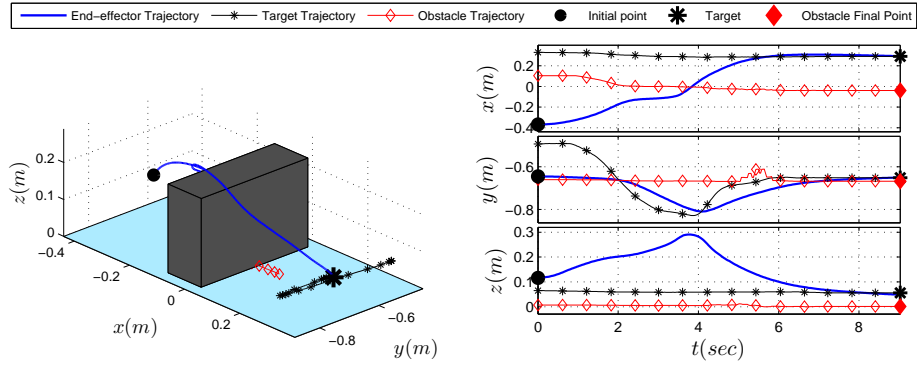 End-effector Trajectory Target Trajectory Obstacle Trajectory Initial point Target Obstacle Final Point
z(m)
0.2
0.1
0
−0.4
−0.2
0
0.2
x(m)
−0.8
−0.6
y(m)
x(m)
0.2
0
−0.2
−0.4
y(m)
−0.6
−0.8
z(m)
0.3
0.2
0.1
0
0 2 4 6 8
t(sec)